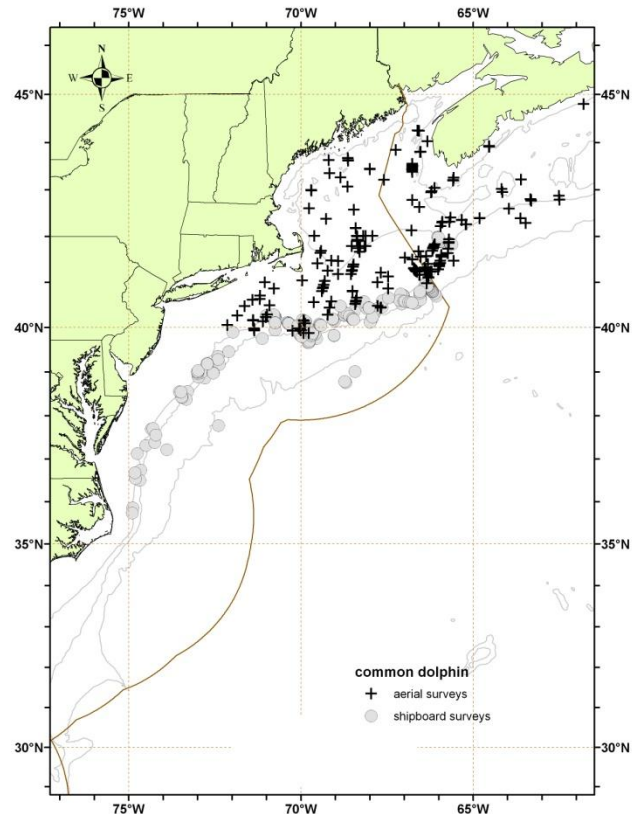 75°W 70°W 65°W
N
W E
S
45°N 45°N
40°N 40°N
35°N 35°N
common dolphin
aerial surveys
shipboard surveys
30°N 30°N
75°W 70°W 65°W